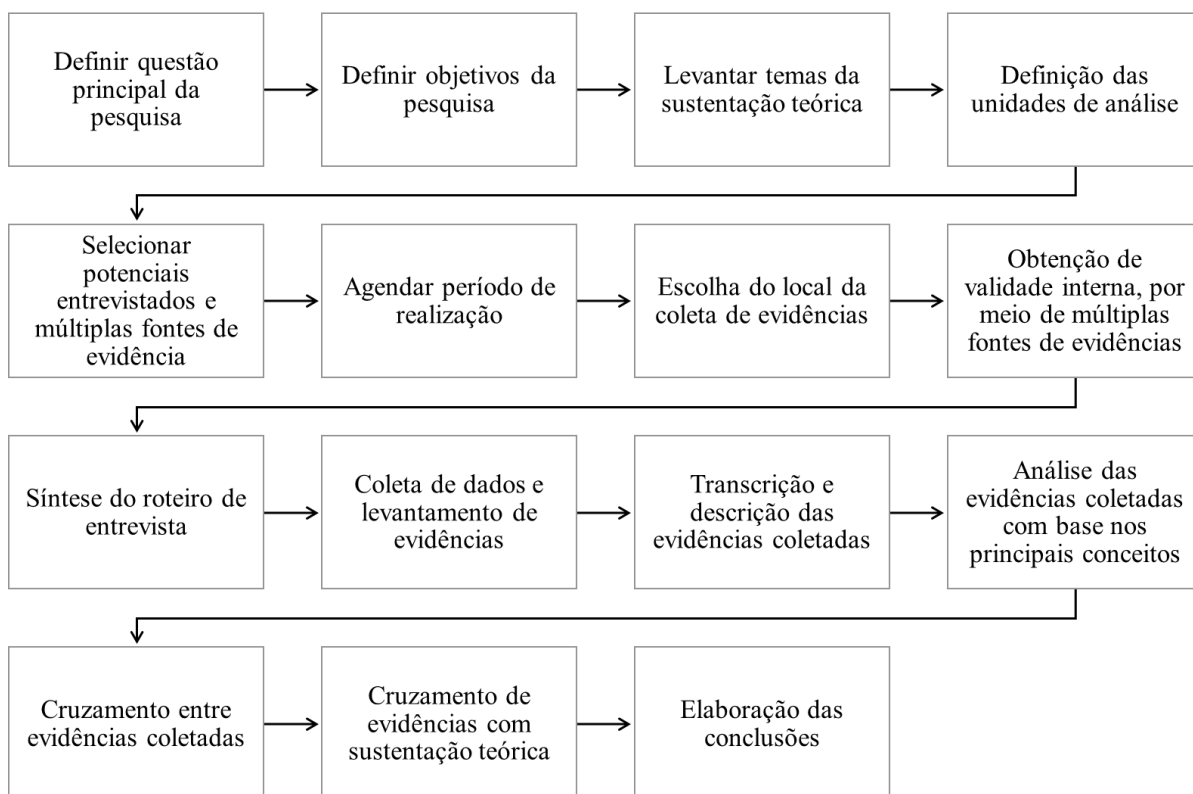 Definir questão
principal da
pesquisa
Definir objetivos da
pesquisa
Levantar temas da
sustentação teórica
Definição das
unidades de análise
Selecionar
potenciais
entrevistados e
múltiplas fontes de
evidência
Agendar período de
realização
Escolha do local da
coleta de evidências
Obtenção de
validade interna, por
meio de múltiplas
fontes de evidências
Síntese do roteiro de
entrevista
Coleta de dados e
levantamento de
evidências
Transcrição e
descrição das
evidências coletadas
Análise das
evidências coletadas
com base nos
principais conceitos
Cruzamento entre
evidências coletadas
Cruzamento de
evidências com
sustentação teórica
Elaboração das
conclusões